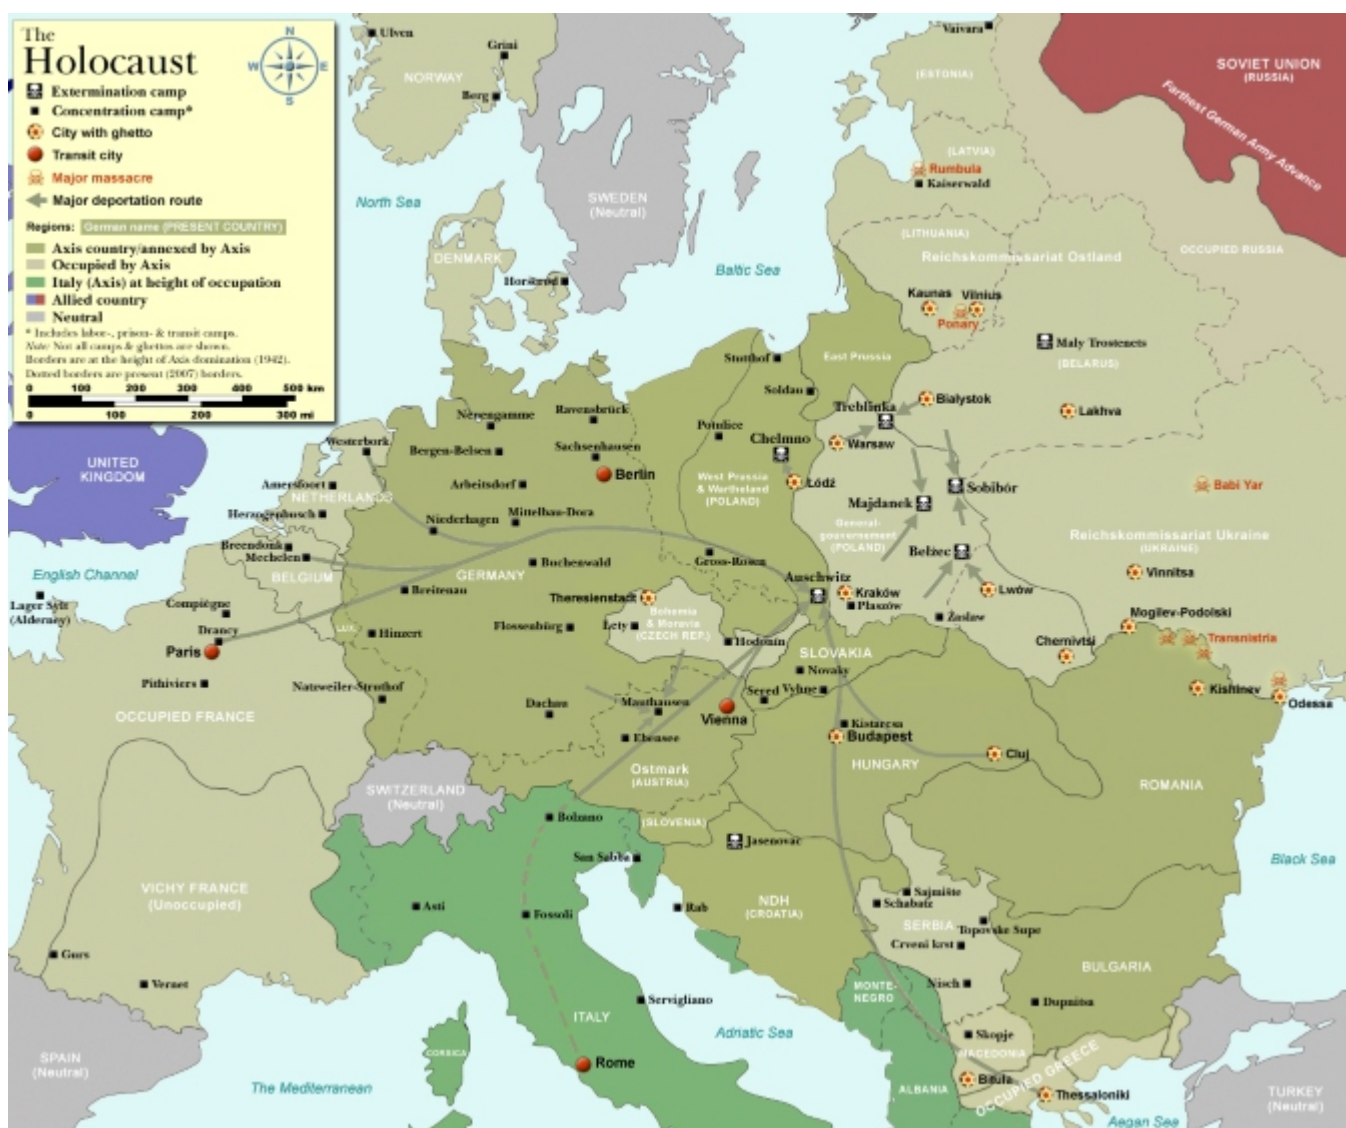 The
Holocaust
N
W
E
S
Extermination camp
Concentration camp*
City with ghetto
Transit city
Major massacre
Major deportation route
Regions: German name (PRESENT COUNTRY)
Axis country/annexed by Axis
Occupied by Axis
Italy (Axis) at height of occupation
Allied country
Neutral
* Includes labor-, prison- & transit camps.
Note: Not all camps & ghettos are shown.
Borders are at the height of Axis domination (1942).
Dotted borders are present (2007) borders.
0 100 200 300 400 500 km
0 100 200 300 mi
Ulven
Grini
NORWAY
Berg
Vaivara
(ESTONIA)
SOVIET UNION
(RUSSIA)
Farthest German Army Advance
(LATVIA)
Rumbula
Kaiserwald
SWEDEN
(Neutral)
North Sea
(LITHUANIA)
Reichskommissariat Ostland
OCCUPIED RUSSIA
DENMARK
Baltic Sea
Horserød
Kaunas
Vilnius
Ponary
Maly Trostenets
(BELARUS)
Stutthof
East Prussia
Soldau
Treblinka
Bialystok
Lakhva
Neuengamme
Ravensbrück
Potulice
Chelmno
Warsaw
Westerbork
Bergen-Belsen
Sachsenhausen
Berlin
UNITED
KINGDOM
Amersfoort
NETHERLANDS
Arbeitsdorf
West Prussia
& Wartheland
(POLAND)
Łódź
Sobibór
Babi Yar
Majdanek
Herzogenbusch
Niederhagen
Mittelbau-Dora
General-
gouvernement
(POLAND)
Reichskommissariat Ukraine
(UKRAINE)
Breendonk
Mechelen
Bełżec
English Channel
BELGIUM
GERMANY
Buchenwald
Gross-Rosen
Auschwitz
Vinnitsa
Lager Sylt
(Alderney)
Compiègne
Breitenau
Theresienstadt
Kraków
Płaszów
Lwów
Drancy
LUX.
Hinzert
Flossenbürg
Lety
Bohemia
& Moravia
(CZECH REP.)
Hodonín
Zaslaw
Mogilev-Podolski
Transnistria
Paris
SLOVAKIA
Chernivtsi
Pithiviers
Natzweiler-Struthof
Novaky
Sered
Vyhne
Kishinev
Odessa
OCCUPIED FRANCE
Dachau
Mauthausen
Vienna
Kistarcsa
Budapest
Ebensee
Cluj
HUNGARY
Ostmark
(AUSTRIA)
ROMANIA
SWITZERLAND
(Neutral)
Bolzano
(SLOVENIA)
Jasenovac
San Sabba
Black Sea
VICHY FRANCE
(Unoccupied)
Asti
Fossoli
Rab
NDH
(CROATIA)
Sajmište
Schabatz
SERBIA
Topovske Supe
Crveni krst
Gurs
Vernet
BULGARIA
MONTE-
NEGRO
Nisch
Dupnitsa
Servigliano
ITALY
Adriatic Sea
Skopje
MACEDONIA
CORSICA
Rome
SPAIN
(Neutral)
The Mediterranean
Bitula
OCCUPIED GREECE
ALBANIA
Thessaloniki
TURKEY
(Neutral)
Aegean Sea